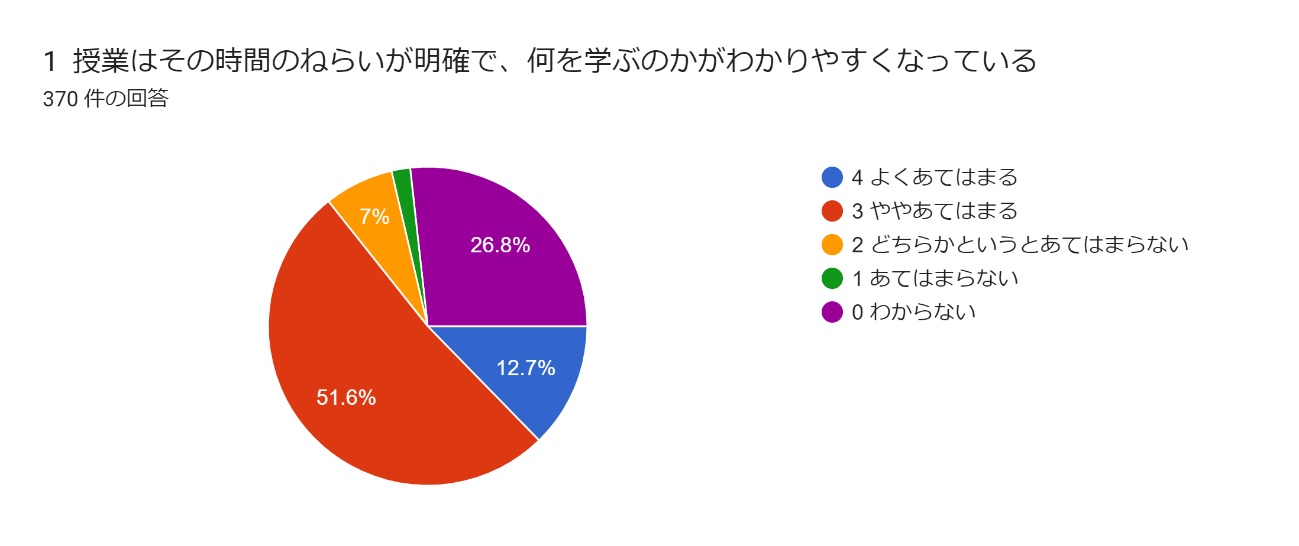 1 授業はその時間のねらいが明確で、何を学ぶのかがわかりやすくなっている
370 件の回答
4 よくあてはまる
3 ややあてはまる
2 どちらかというとあてはまらない
1 あてはまらない
0 わからない
7%
26.8%
12.7%
51.6%